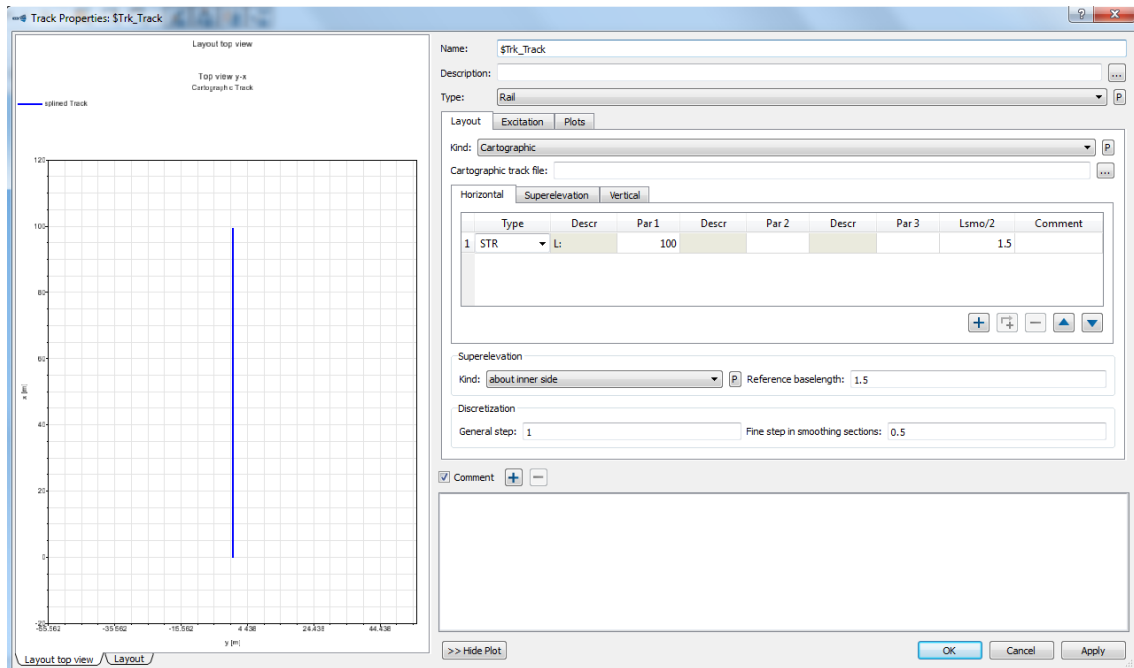 Track Properties: $Trk_Track
Layout top view
Top view y-x
Cartographic Track
splined Track
120
100
80
60
40
20
0
-20
x [m]
-55.562 -35.562 -15.562 4.438 24.438 44.438
y [m]
Layout top view Layout
Name: $Trk_Track
Description: ...
Type: Rail P
Layout Excitation Plots
Kind: Cartographic P
Cartographic track file: ...
Horizontal Superelevation Vertical
Type Descr Par 1 Descr Par 2 Descr Par 3 Lsmo/2 Comment
1 STR L: 100 1.5
Superelevation
Kind: about inner side P Reference baselength: 1.5
Discretization
General step: 1 Fine step in smoothing sections: 0.5
Comment
>> Hide Plot OK Cancel Apply